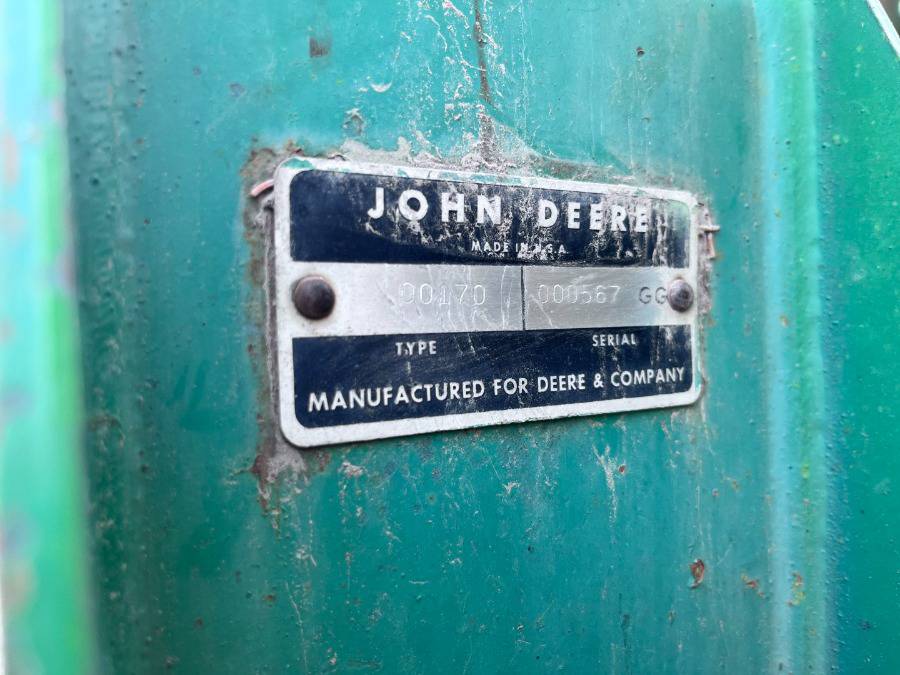 JOHN DEERE
MADE IN U.S.A
00170 000567 GG
TYPE SERIAL
MANUFACTURED FOR DEERE & COMPANY